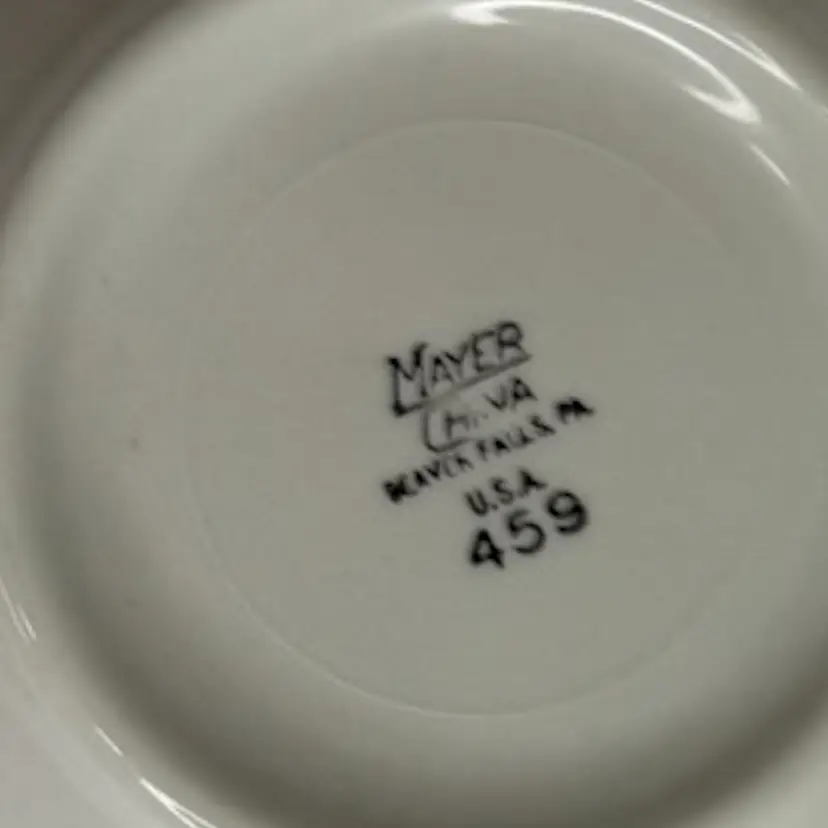 MAYER
CHINA
BEAVER FALLS, PA.
U.S.A.
459